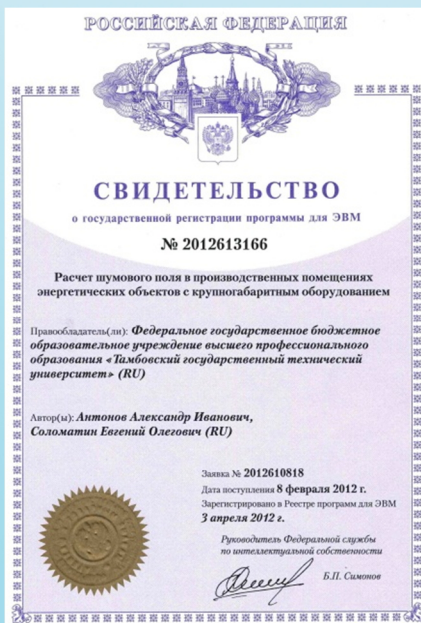 РОССИЙСКАЯ ФЕДЕРАЦИЯ
СВИДЕТЕЛЬСТВО
о государственной регистрации программы для ЭВМ
№ 2012613166
Расчет шумового поля в производственных помещениях
энергетических объектов с крупногабаритным оборудованием
Правообладатель(ли): Федеральное государственное бюджетное
образовательное учреждение высшего профессионального
образования «Тамбовский государственный технический
университет» (RU)
Автор(ы): Антонов Александр Иванович,
Соломатин Евгений Олегович (RU)
Заявка № 2012610818
Дата поступления 8 февраля 2012 г.
Зарегистрировано в Реестре программ для ЭВМ
3 апреля 2012 г.
Руководитель Федеральной службы
по интеллектуальной собственности
Б.П. Симонов